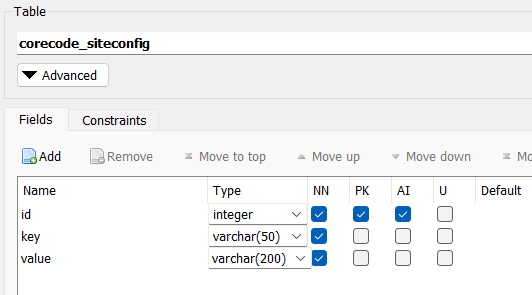 Table
corecode_siteconfig
Advanced
Fields Constraints
Add Remove Move to top Move up Move down
Name Type NN PK AI U Default
id integer
key varchar(50)
value varchar(200)